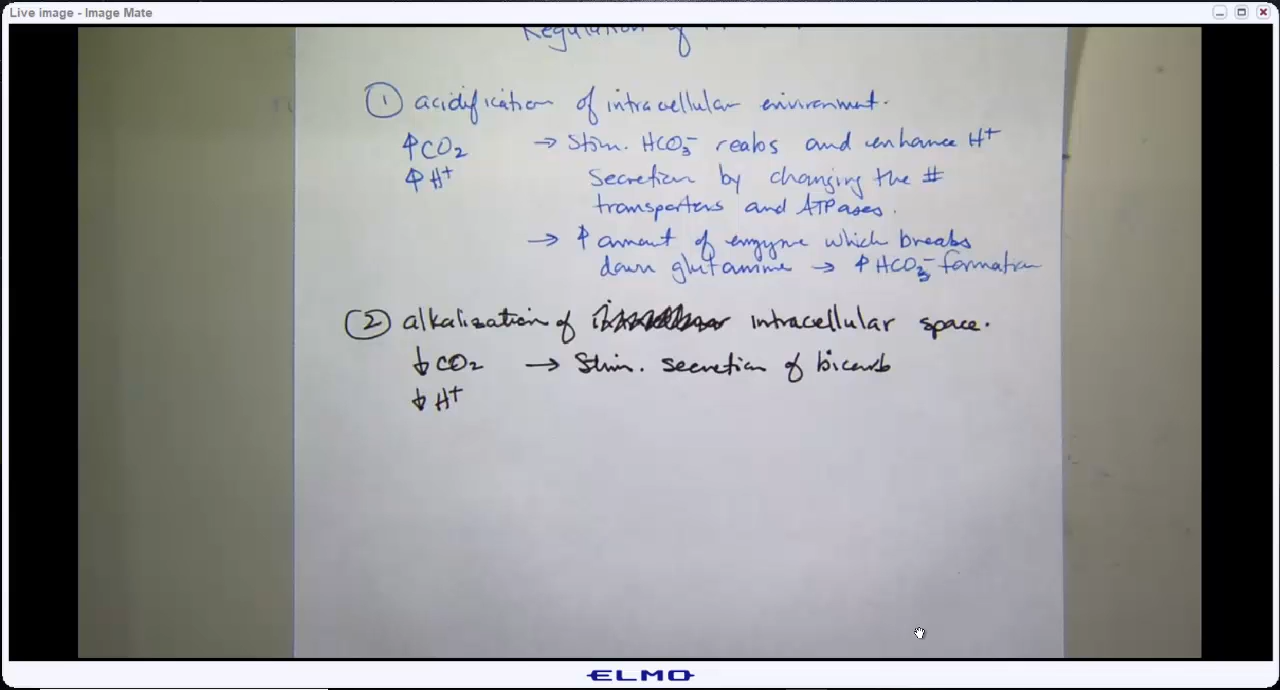 Live image - Image Mate
Regulation of
① acidification of intracellular environment.
↑CO2 → Stim. HCO3- reabs and enhance H+
↑H+ secretion by changing the #
transporters and ATPases.
→ ↑ amount of enzyme which breaks
down glutamine → ↑ HCO3- formation
② alkalization of intracellular space.
↓CO2 → Stim. secretion of bicarb
↓H+
ELMO